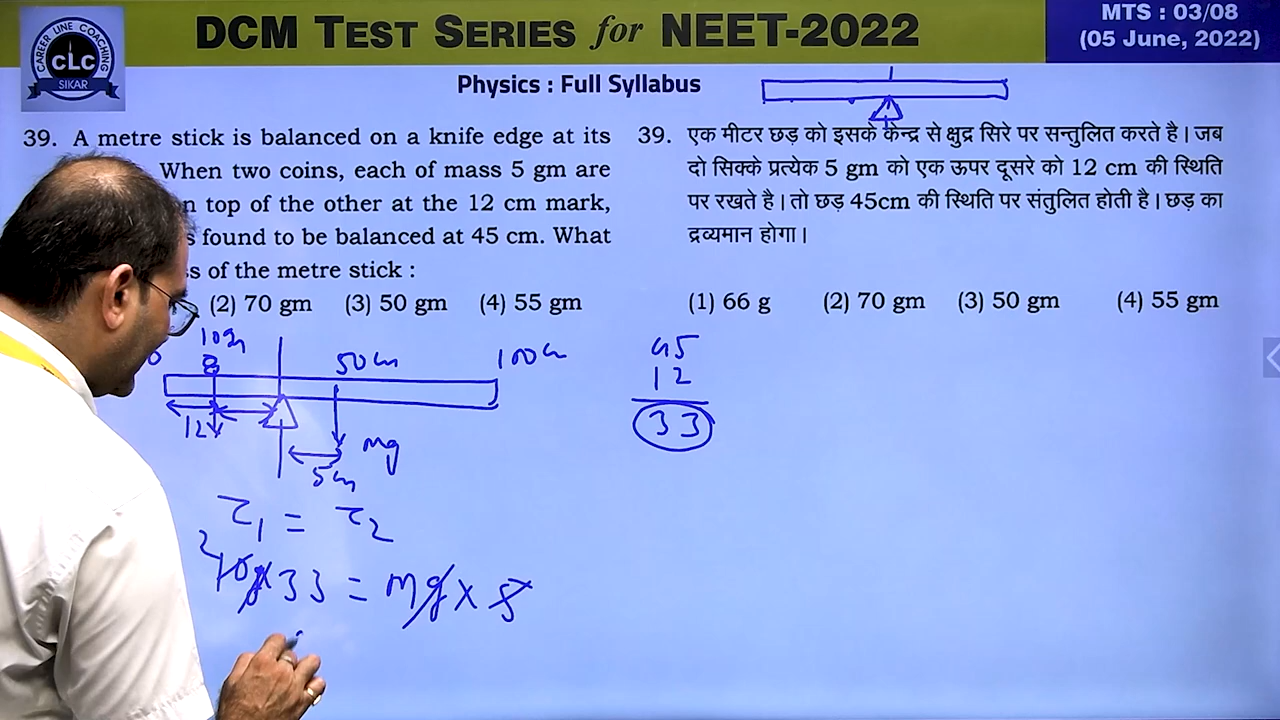 DCM TEST SERIES for NEET-2022
MTS : 03/08
(05 June, 2022)
CAREER LINE COACHING
CLC
SIKAR
Physics : Full Syllabus
39. A metre stick is balanced on a knife edge at its
When two coins, each of mass 5 gm are
top of the other at the 12 cm mark,
found to be balanced at 45 cm. What
of the metre stick :
(2) 70 gm (3) 50 gm (4) 55 gm
39. एक मीटर छड़ को इसके केन्द्र से क्षुद्र सिरे पर सन्तुलित करते है। जब
दो सिक्के प्रत्येक 5 gm को एक ऊपर दूसरे को 12 cm की स्थिति
पर रखते है। तो छड़ 45cm की स्थिति पर संतुलित होती है। छड़ का
द्रव्यमान होगा।
(1) 66 g (2) 70 gm (3) 50 gm (4) 55 gm
0 50cm 100cm
12
mg
5cm
τ1 = τ2
10g×33 = mg×5
2
45
12
33